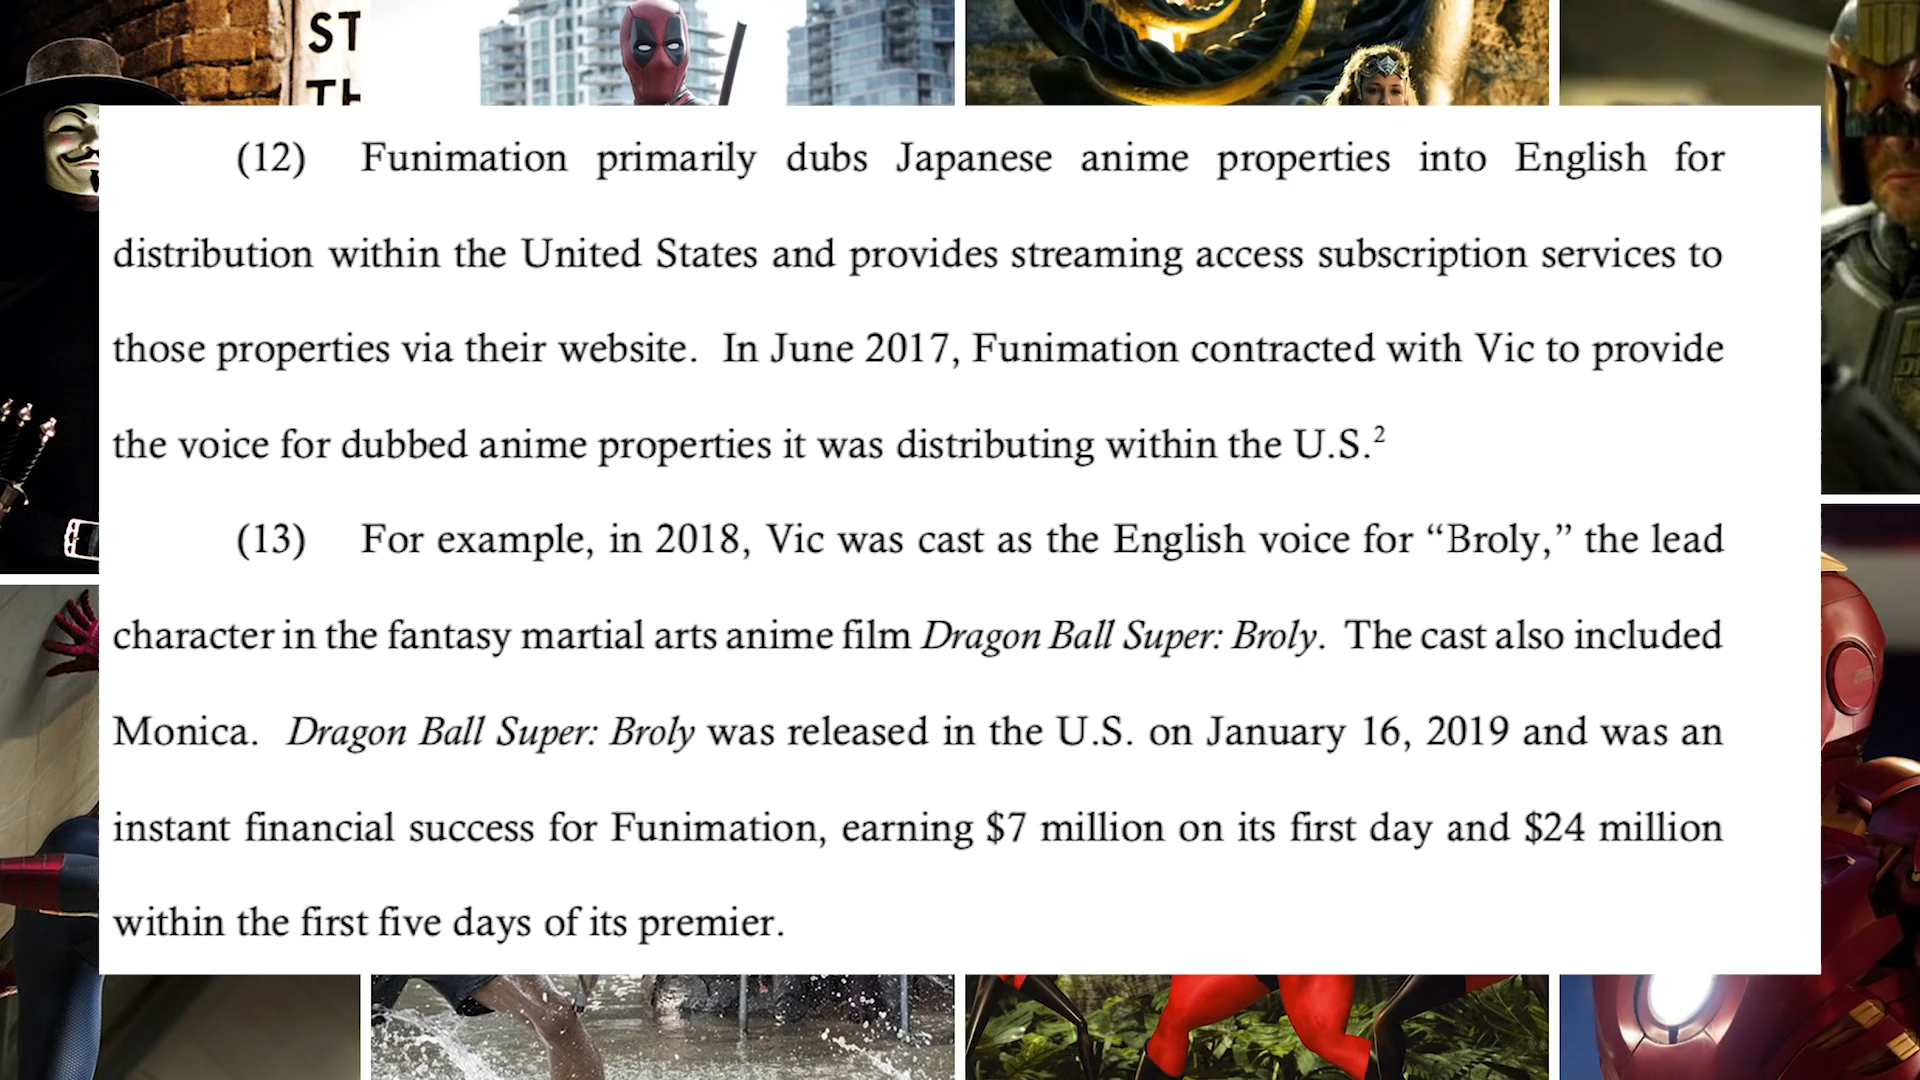 ST
TH
(12) Funimation primarily dubs Japanese anime properties into English for
distribution within the United States and provides streaming access subscription services to
those properties via their website. In June 2017, Funimation contracted with Vic to provide
the voice for dubbed anime properties it was distributing within the U.S.²
(13) For example, in 2018, Vic was cast as the English voice for “Broly,” the lead
character in the fantasy martial arts anime film Dragon Ball Super: Broly. The cast also included
Monica. Dragon Ball Super: Broly was released in the U.S. on January 16, 2019 and was an
instant financial success for Funimation, earning $7 million on its first day and $24 million
within the first five days of its premier.